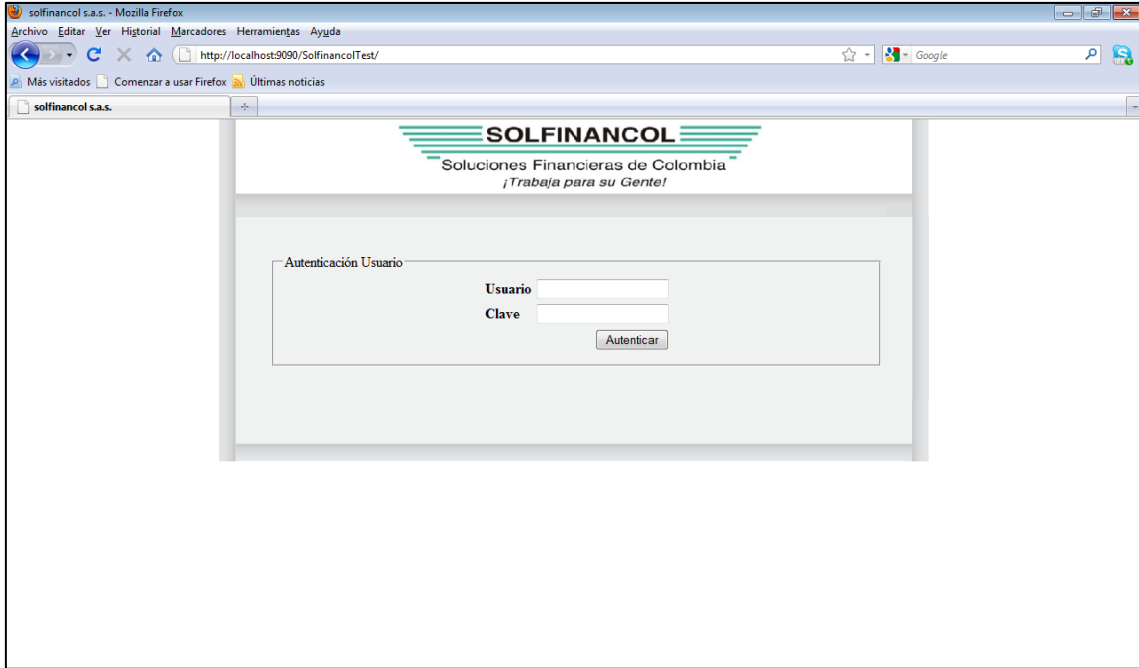 solfinancol s.a.s. - Mozilla Firefox
Archivo Editar Ver Historial Marcadores Herramientas Ayuda
http://localhost:9090/SolfinancolTest/
Google
Más visitados Comenzar a usar Firefox Últimas noticias
solfinancol s.a.s.
SOLFINANCOL
Soluciones Financieras de Colombia
¡Trabaja para su Gente!
Autenticación Usuario
Usuario
Clave
Autenticar